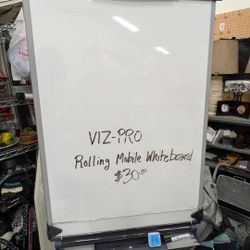 VIZ-PRO
Rolling Mobile Whiteboard
$30.00